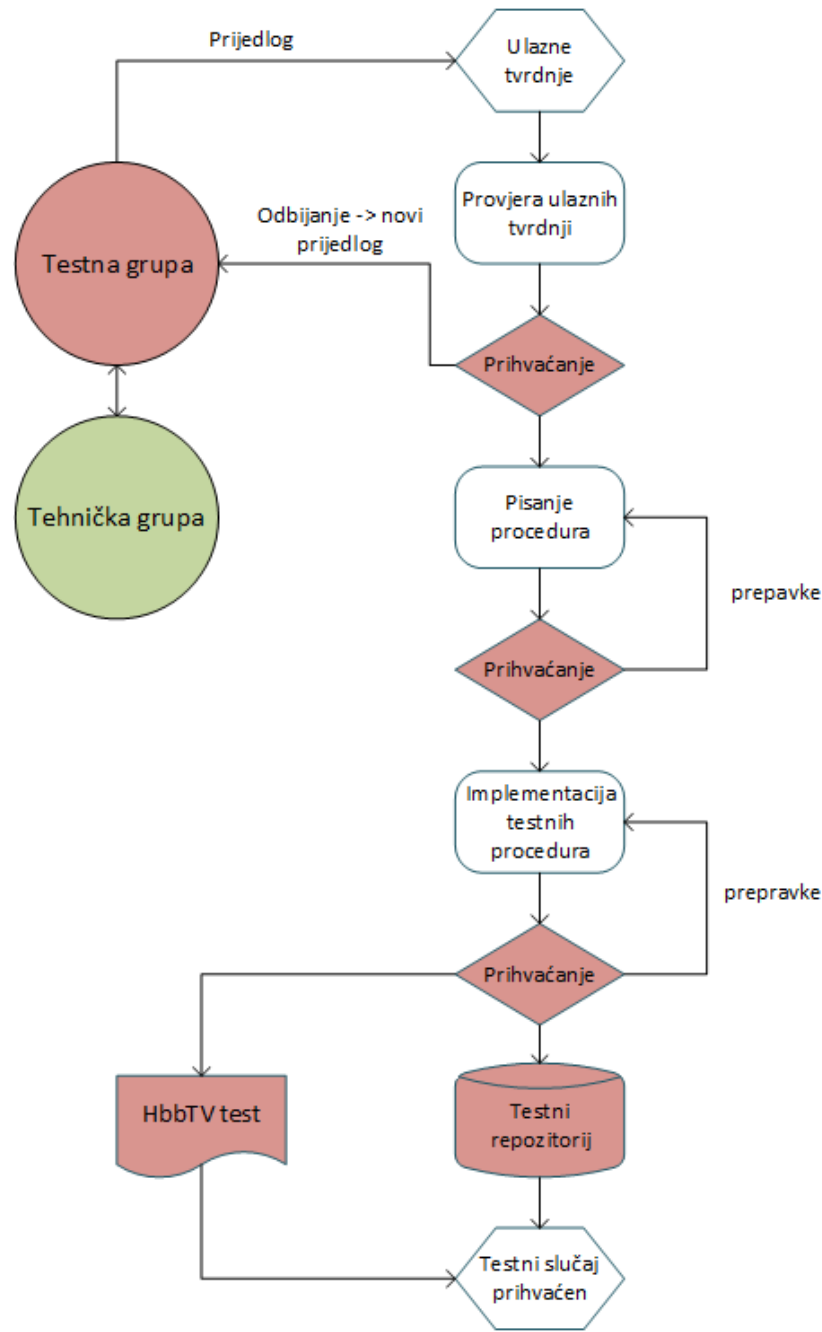 Prijedlog
Ulazne
tvrdnje
Provjera ulaznih
tvrdnji
Odbijanje -> novi
prijedlog
Testna grupa
Prihvaćanje
Tehnička grupa
Pisanje
procedura
prepavke
Prihvaćanje
Implementacija
testnih
procedura
prepravke
Prihvaćanje
HbbTV test
Testni
repozitorij
Testni slučaj
prihvaćen